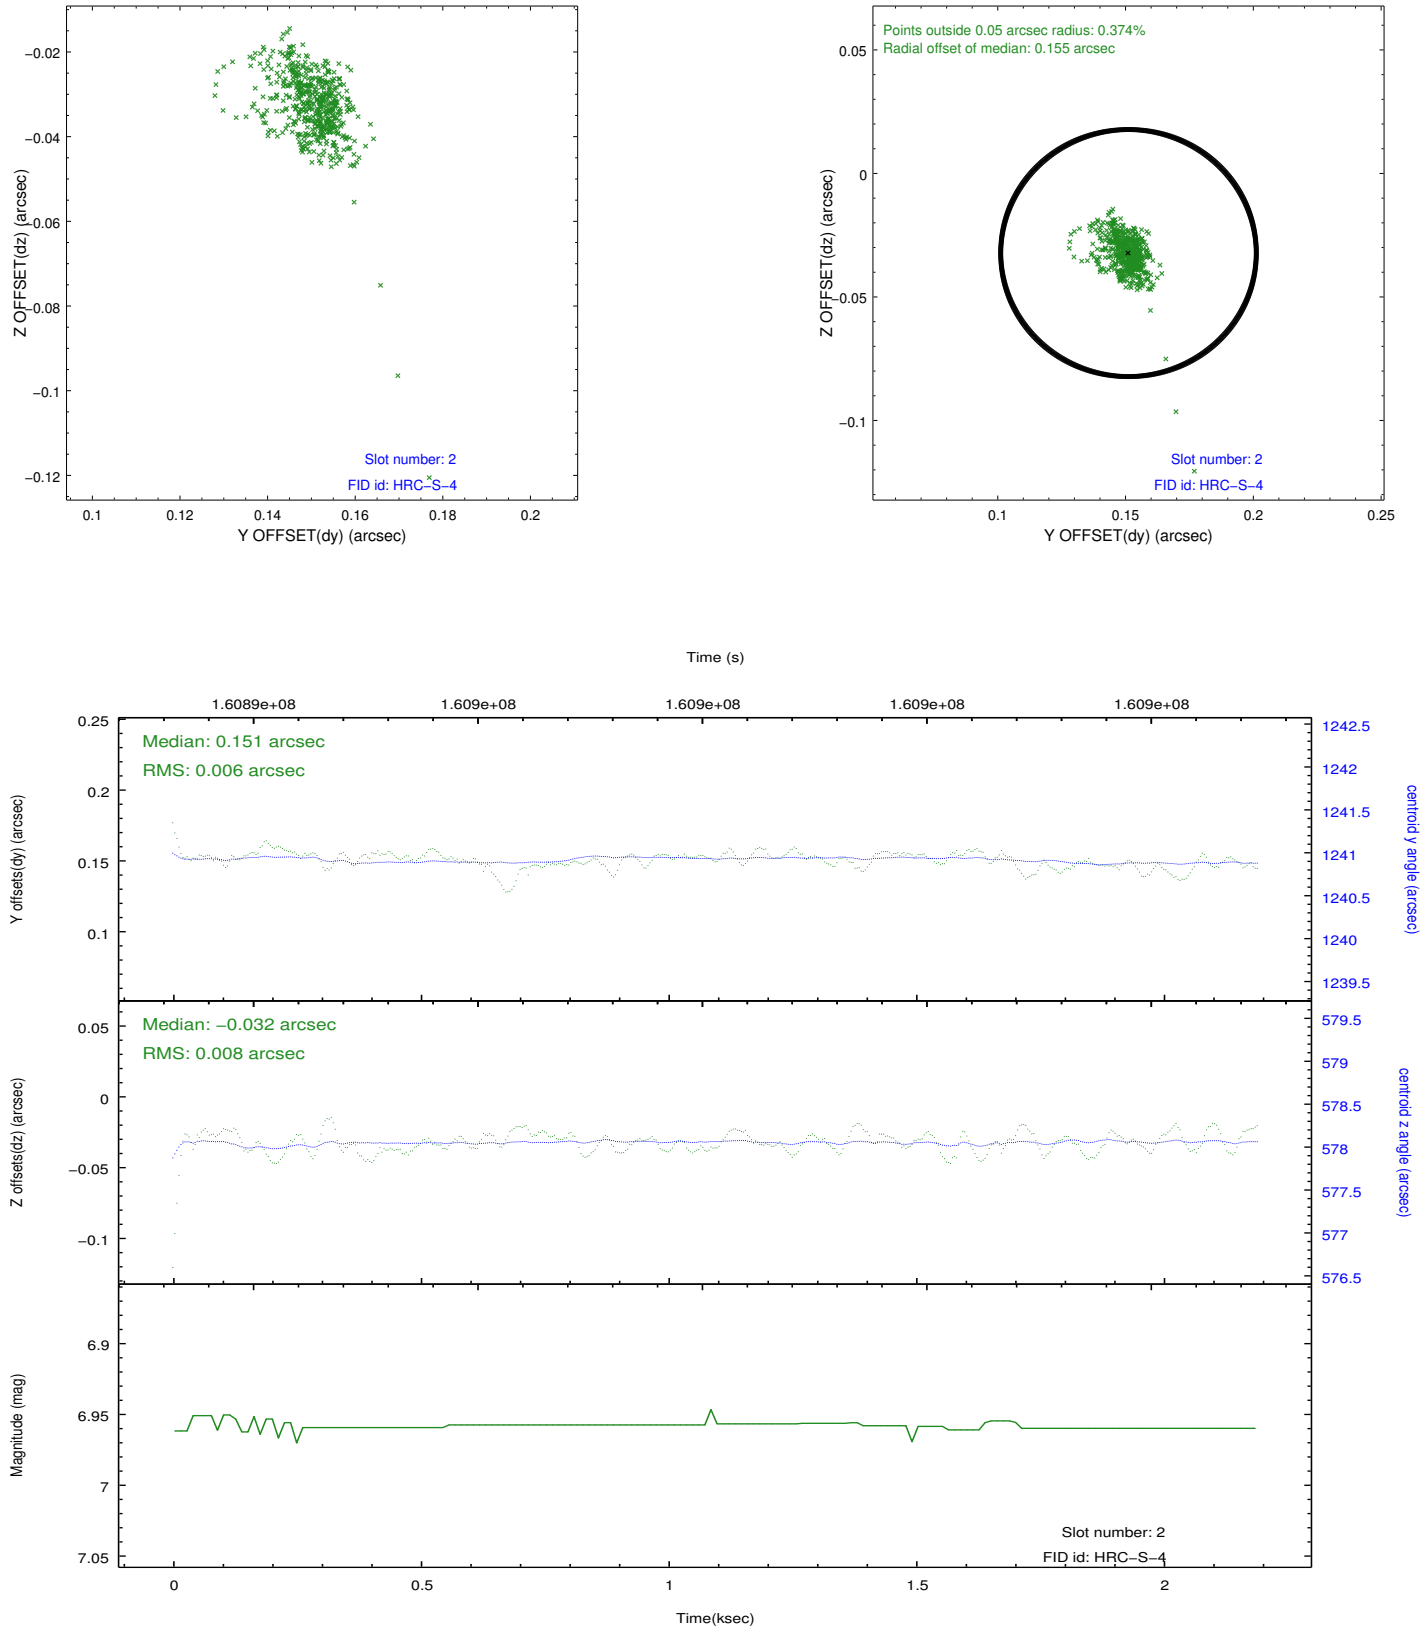 −0.02
−0.04
−0.06
−0.08
−0.1
−0.12
Z OFFSET(dz) (arcsec)
0.1 0.12 0.14 0.16 0.18 0.2
Y OFFSET(dy) (arcsec)
Slot number: 2
FID id: HRC−S−4
Points outside 0.05 arcsec radius: 0.374%
Radial offset of median: 0.155 arcsec
0.05
0
−0.05
−0.1
Z OFFSET(dz) (arcsec)
0.1 0.15 0.2 0.25
Y OFFSET(dy) (arcsec)
Slot number: 2
FID id: HRC−S−4
Time (s)
1.6089e+08 1.609e+08 1.609e+08 1.609e+08 1.609e+08
Median: 0.151 arcsec
RMS: 0.006 arcsec
0.25
0.2
0.15
0.1
Y offsets(dy) (arcsec)
1242.5
1242
1241.5
1241
1240.5
1240
1239.5
centroid y angle (arcsec)
Median: −0.032 arcsec
RMS: 0.008 arcsec
0.05
0
−0.05
−0.1
Z offsets(dz) (arcsec)
579.5
579
578.5
578
577.5
577
576.5
centroid z angle (arcsec)
6.9
6.95
7
7.05
Magnitude (mag)
Slot number: 2
FID id: HRC−S−4
0 0.5 1 1.5 2
Time(ksec)